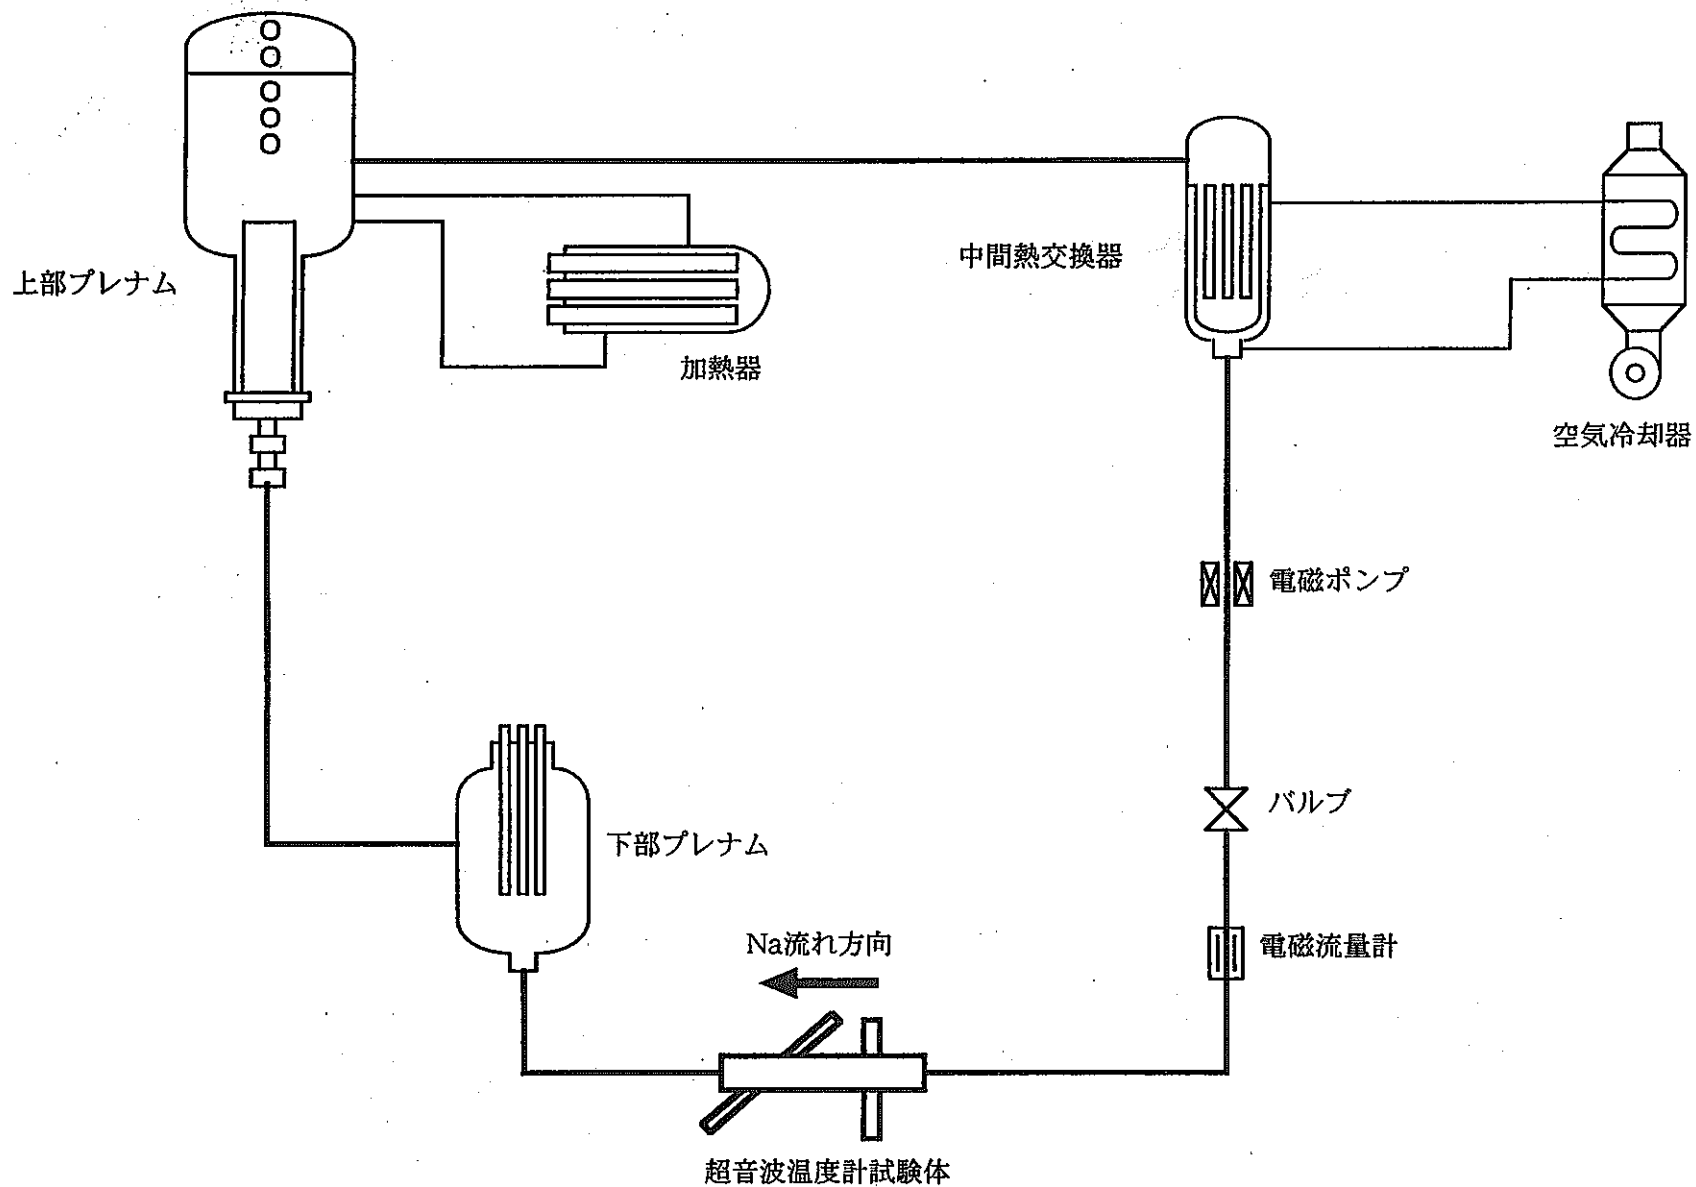 上部プレナム
加熱器
中間熱交換器
空気冷却器
電磁ポンプ
バルブ
下部プレナム
Na流れ方向
電磁流量計
超音波温度計試験体